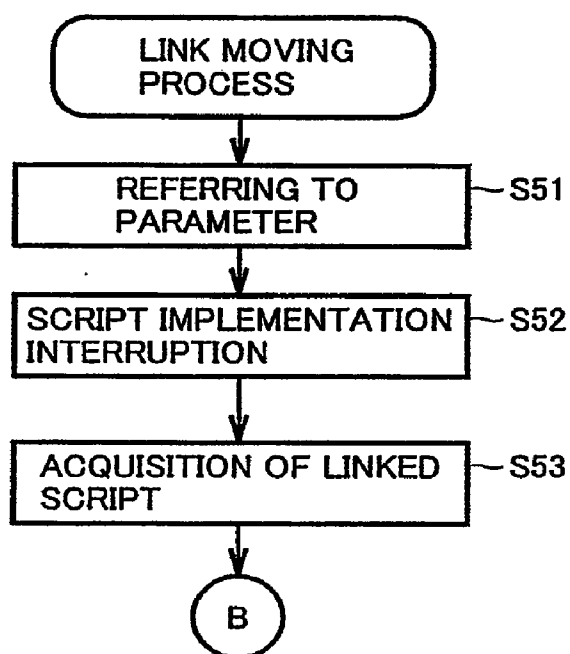 LINK MOVING
PROCESS
REFERRING TO
PARAMETER
S51
SCRIPT IMPLEMENTATION
INTERRUPTION
S52
ACQUISITION OF LINKED
SCRIPT
S53
B